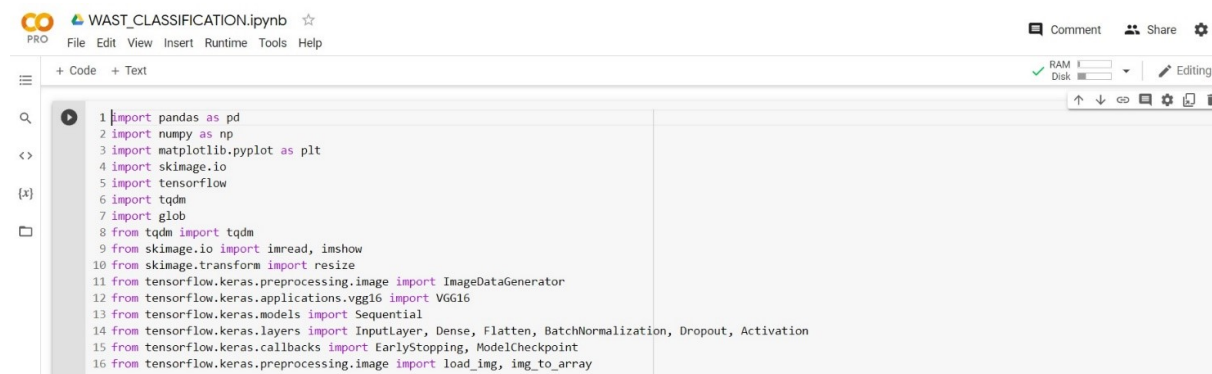 CO PRO
WAST_CLASSIFICATION.ipynb
Comment Share
File Edit View Insert Runtime Tools Help
+ Code + Text
RAM
Disk
Editing
{x}
1 import pandas as pd
2 import numpy as np
3 import matplotlib.pyplot as plt
4 import skimage.io
5 import tensorflow
6 import tqdm
7 import glob
8 from tqdm import tqdm
9 from skimage.io import imread, imshow
10 from skimage.transform import resize
11 from tensorflow.keras.preprocessing.image import ImageDataGenerator
12 from tensorflow.keras.applications.vgg16 import VGG16
13 from tensorflow.keras.models import Sequential
14 from tensorflow.keras.layers import InputLayer, Dense, Flatten, BatchNormalization, Dropout, Activation
15 from tensorflow.keras.callbacks import EarlyStopping, ModelCheckpoint
16 from tensorflow.keras.preprocessing.image import load_img, img_to_array